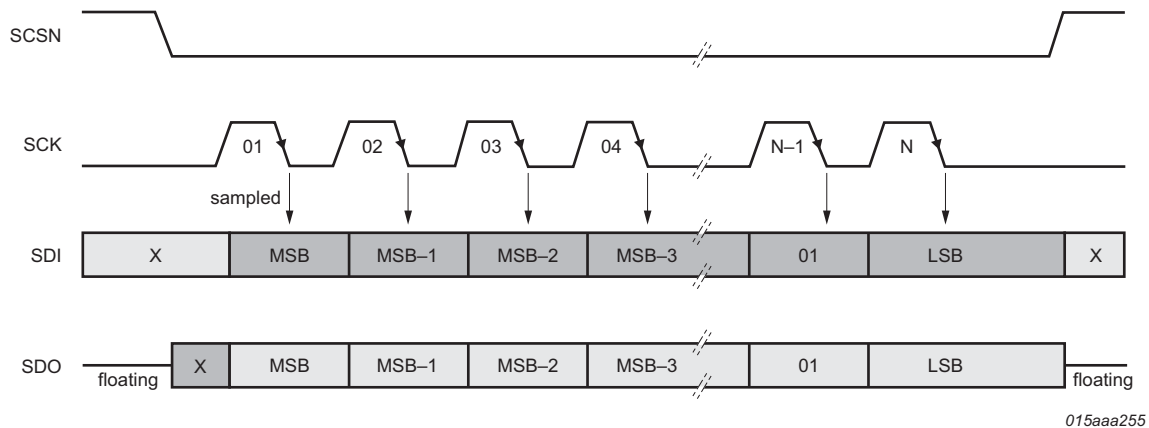 SCSN
SCK
01 02 03 04 N–1 N
sampled
SDI
X MSB MSB–1 MSB–2 MSB–3 01 LSB X
SDO
X MSB MSB–1 MSB–2 MSB–3 01 LSB
floating floating
015aaa255